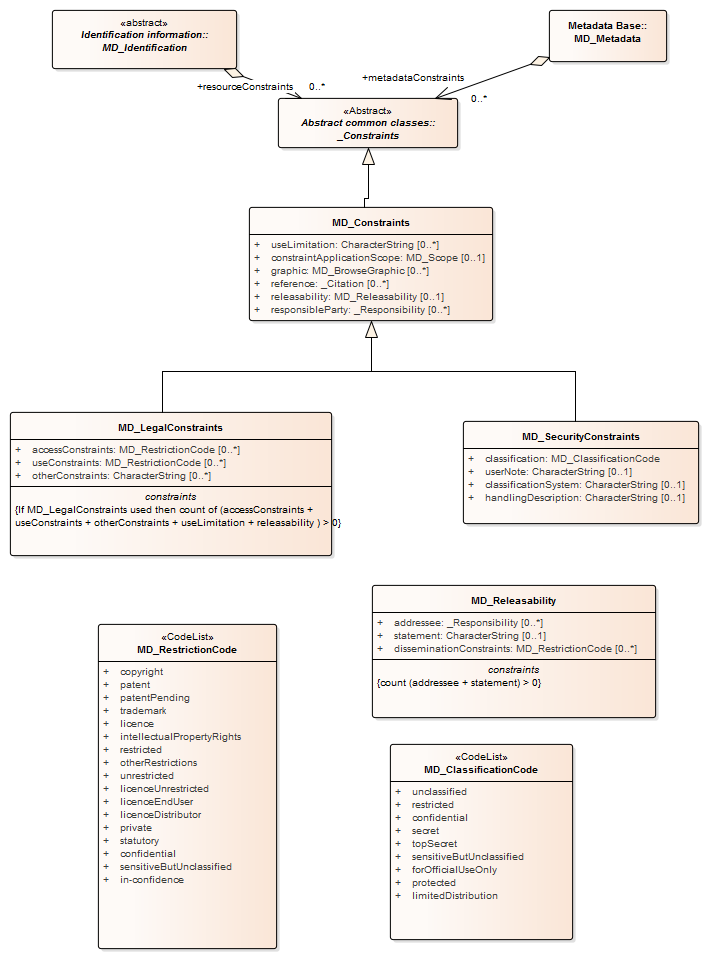 «abstract»
Identification information::
MD_Identification
Metadata Base::
MD_Metadata
+resourceConstraints
0..*
+metadataConstraints
0..*
«Abstract»
Abstract common classes::
_Constraints
MD_Constraints
+ useLimitation: CharacterString [0..*]
+ constraintApplicationScope: MD_Scope [0..1]
+ graphic: MD_BrowseGraphic [0..*]
+ reference: _Citation [0..*]
+ releasability: MD_Releasability [0..1]
+ responsibleParty: _Responsibility [0..*]
MD_LegalConstraints
+ accessConstraints: MD_RestrictionCode [0..*]
+ useConstraints: MD_RestrictionCode [0..*]
+ otherConstraints: CharacterString [0..*]
constraints
{If MD_LegalConstraints used then count of (accessConstraints +
useConstraints + otherConstraints + useLimitation + releasability ) > 0}
MD_SecurityConstraints
+ classification: MD_ClassificationCode
+ userNote: CharacterString [0..1]
+ classificationSystem: CharacterString [0..1]
+ handlingDescription: CharacterString [0..1]
MD_Releasability
+ addressee: _Responsibility [0..*]
+ statement: CharacterString [0..1]
+ disseminationConstraints: MD_RestrictionCode [0..*]
constraints
{count (addressee + statement) > 0}
«CodeList»
MD_RestrictionCode
+ copyright
+ patent
+ patentPending
+ trademark
+ licence
+ intellectualPropertyRights
+ restricted
+ otherRestrictions
+ unrestricted
+ licenceUnrestricted
+ licenceEndUser
+ licenceDistributor
+ private
+ statutory
+ confidential
+ sensitiveButUnclassified
+ in-confidence
«CodeList»
MD_ClassificationCode
+ unclassified
+ restricted
+ confidential
+ secret
+ topSecret
+ sensitiveButUnclassified
+ forOfficialUseOnly
+ protected
+ limitedDistribution